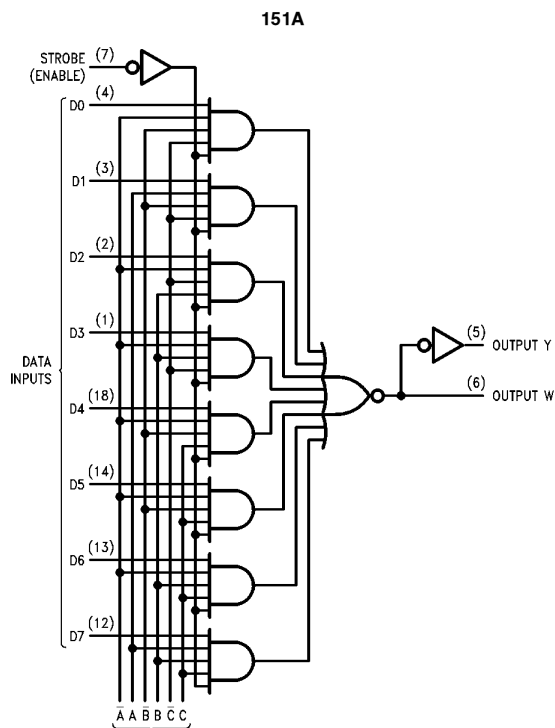 151A
STROBE (7)
(ENABLE)
D0 (4)
D1 (3)
D2 (2)
D3 (1)
DATA
INPUTS
D4 (18)
D5 (14)
D6 (13)
D7 (12)
(5) OUTPUT Y
(6) OUTPUT W
A̅ A B̅ B C̅ C